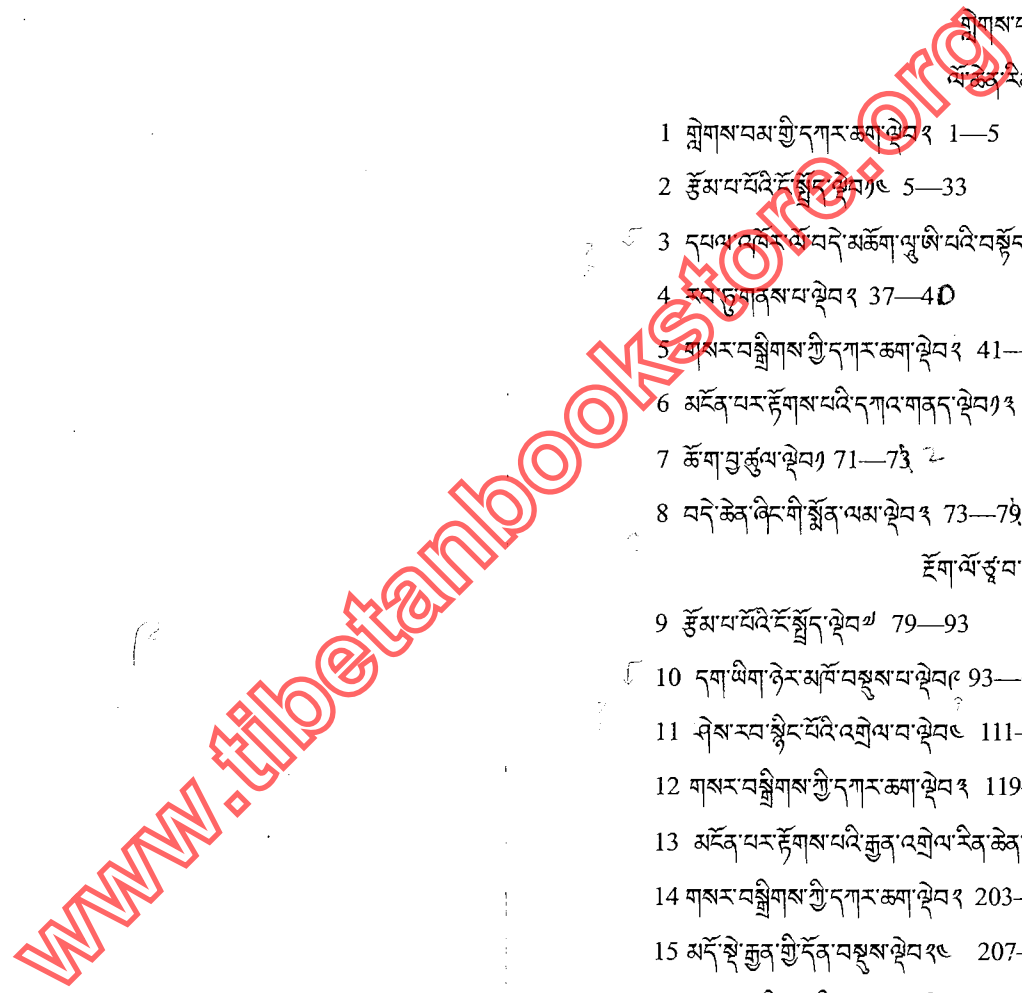 གླེགས་
ལོ་ཆེན་
1 གླེགས་བམ་གྱི་དཀར་ཆག་ལྡེབ༢ 1—5
2 རྩོམ་པ་པོའི་ངོ་སྤྲོད་ལྡེབ༡༤ 5—33
3 དཔལ་འཁོར་ལོ་བདེ་མཆོག་ལཱུ་ཨི་པའི་བསྟོད
4 རབ་ཏུ་གནས་པ་ལྡེབ༢ 37—40
5 གསར་བསྒྲིགས་ཀྱི་དཀར་ཆག་ལྡེབ༢ 41—
6 མངོན་པར་རྟོགས་པའི་དཀའ་གནད་ལྡེབ༡༣
7 ཆོ་ག་བྱ་ཚུལ་ལྡེབ༡ 71—73
8 བདེ་ཆེན་ཞིང་གི་སྨོན་ལམ་ལྡེབ༣ 73—79
རྔོག་ལོ་ཙཱ་བ་
9 རྩོམ་པ་པོའི་ངོ་སྤྲོད་ལྡེབ༧ 79—93
10 དག་ཡིག་ཉེར་མཁོ་བསྡུས་པ་ལྡེབ༩ 93—
11 ཤེས་རབ་སྙིང་པོའི་འགྲེལ་བ་ལྡེབ༤ 111-
12 གསར་བསྒྲིགས་ཀྱི་དཀར་ཆག་ལྡེབ༣ 119
13 མངོན་པར་རྟོགས་པའི་རྒྱན་འགྲེལ་རིན་ཆེན་
14 གསར་བསྒྲིགས་ཀྱི་དཀར་ཆག་ལྡེབ༢ 203-
15 མདོ་སྡེ་རྒྱན་གྱི་དོན་བསྡུས་ལྡེབ༢༤ 207-
www.tibetanbookstore.org